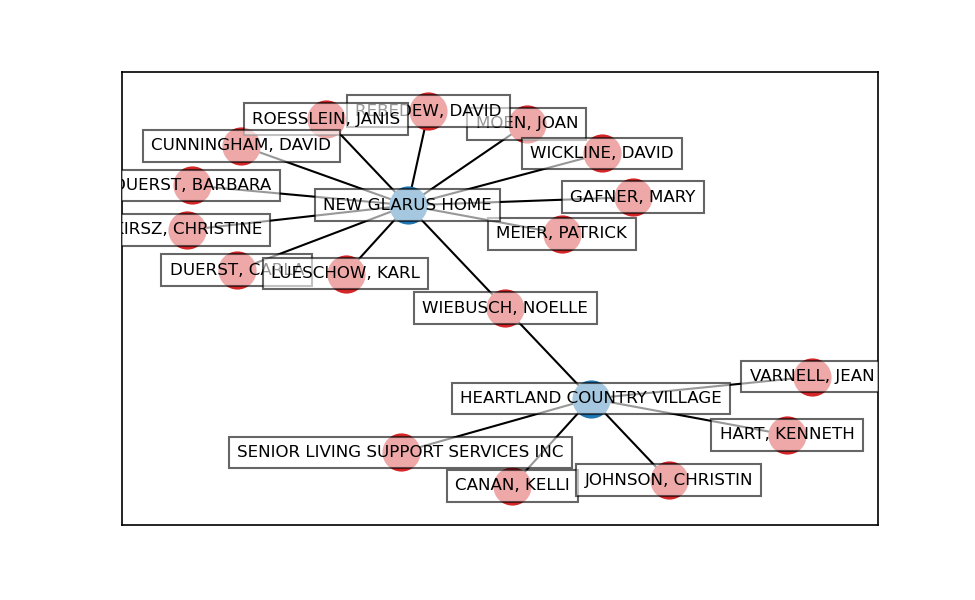 REBEDEW, DAVID
ROESSLEIN, JANIS
MOEN, JOAN
CUNNINGHAM, DAVID
WICKLINE, DAVID
DUERST, BARBARA
GAFNER, MARY
NEW GLARUS HOME
KIRSZ, CHRISTINE
MEIER, PATRICK
DUERST, CARLA
LUESCHOW, KARL
WIEBUSCH, NOELLE
VARNELL, JEAN
HEARTLAND COUNTRY VILLAGE
HART, KENNETH
SENIOR LIVING SUPPORT SERVICES INC
CANAN, KELLI
JOHNSON, CHRISTIN